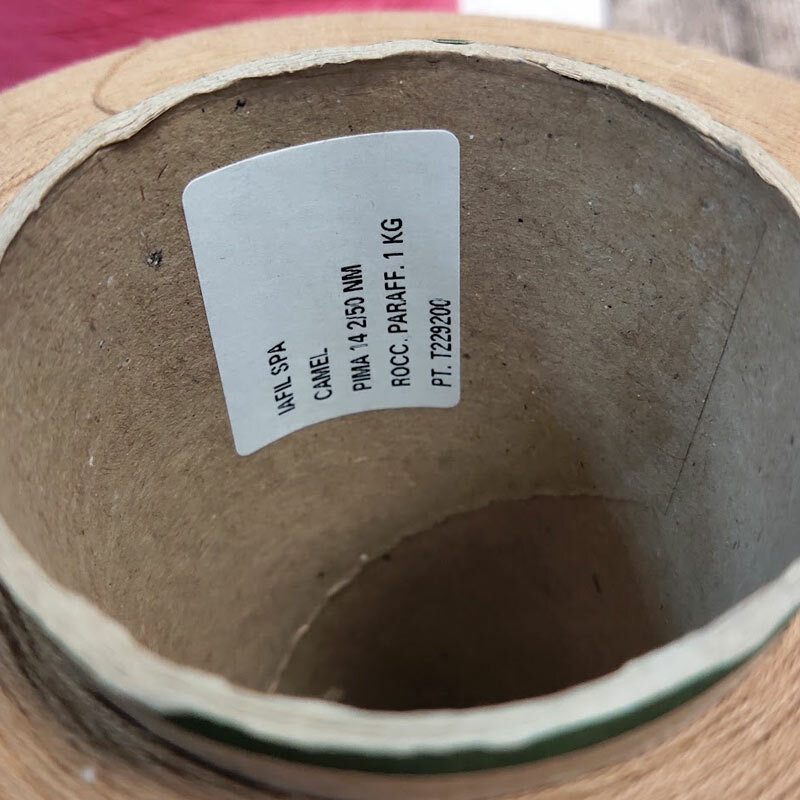 IAFIL SPA
CAMEL
PIMA 14 2/50 NM
ROCC. PARAFF. 1 KG
PT. T229200